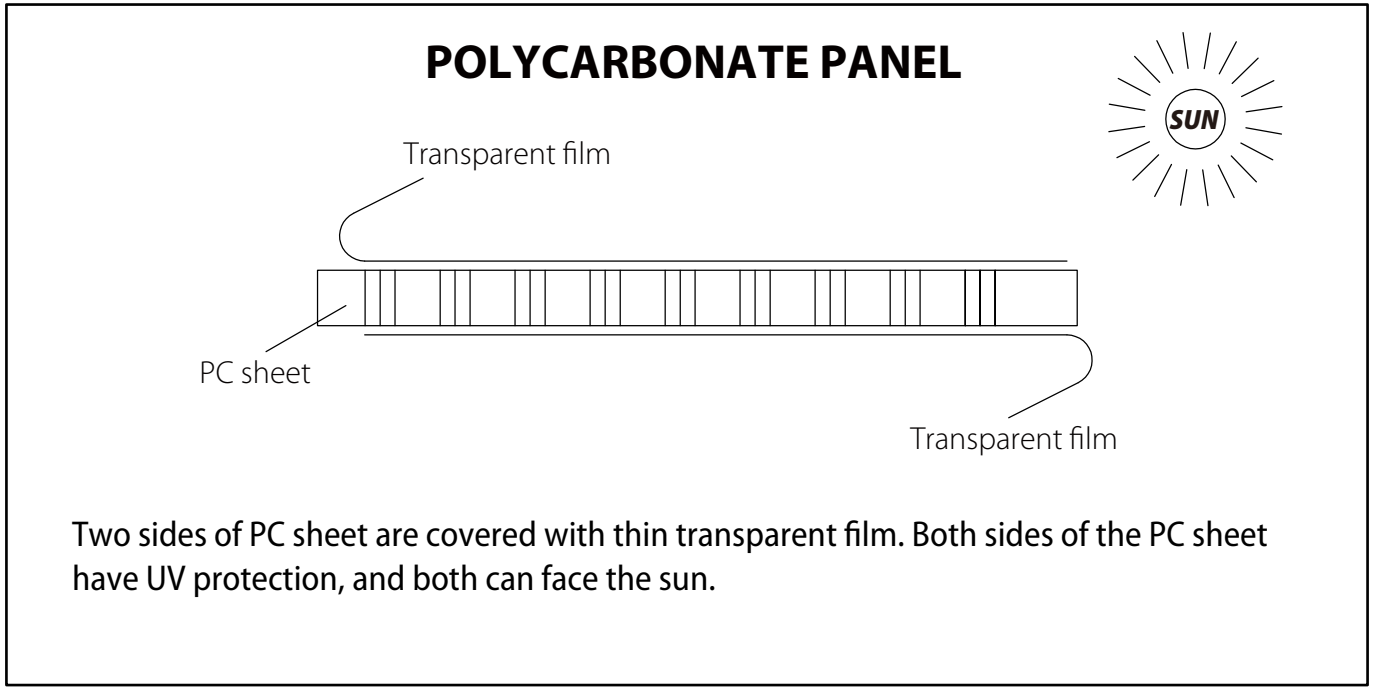 POLYCARBONATE PANEL
SUN
Transparent film
PC sheet
Transparent film
Two sides of PC sheet are covered with thin transparent film. Both sides of the PC sheet
have UV protection, and both can face the sun.